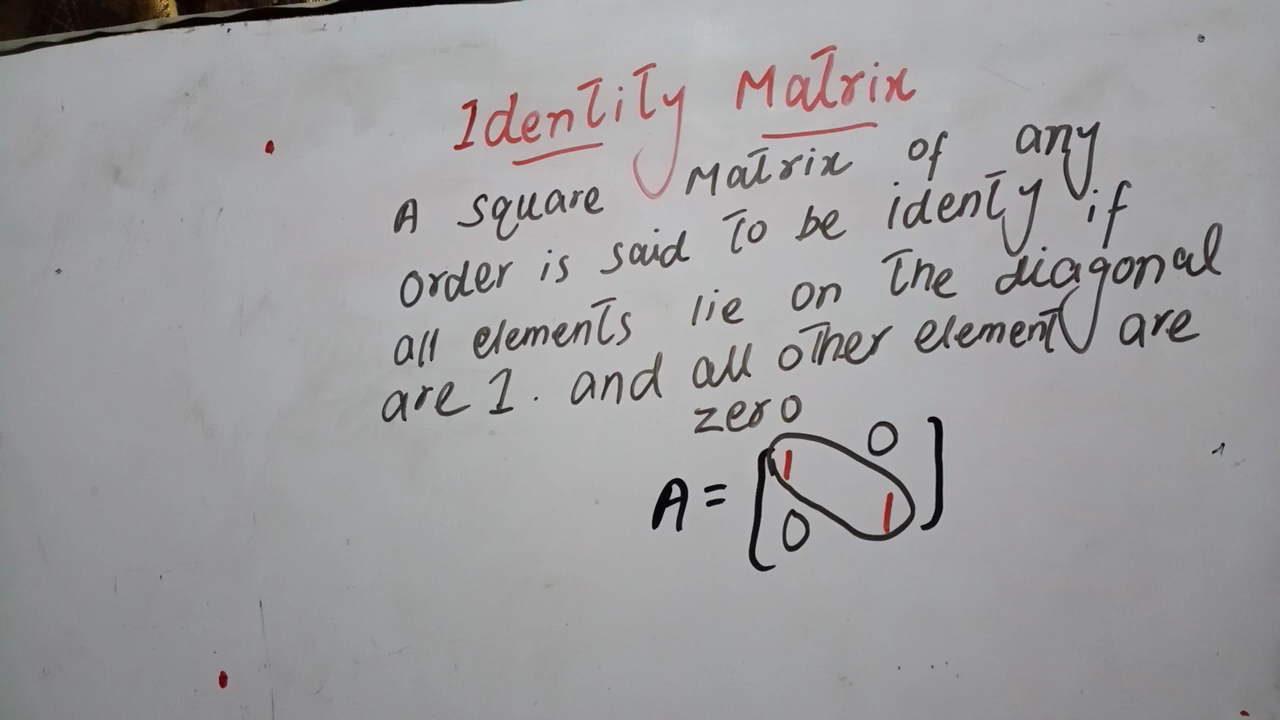 Identity Matrix
A square Matrix of any
order is said to be identy if
all elements lie on the diagonal
are 1. and all other element are
zero
A = [1 0
0 1]